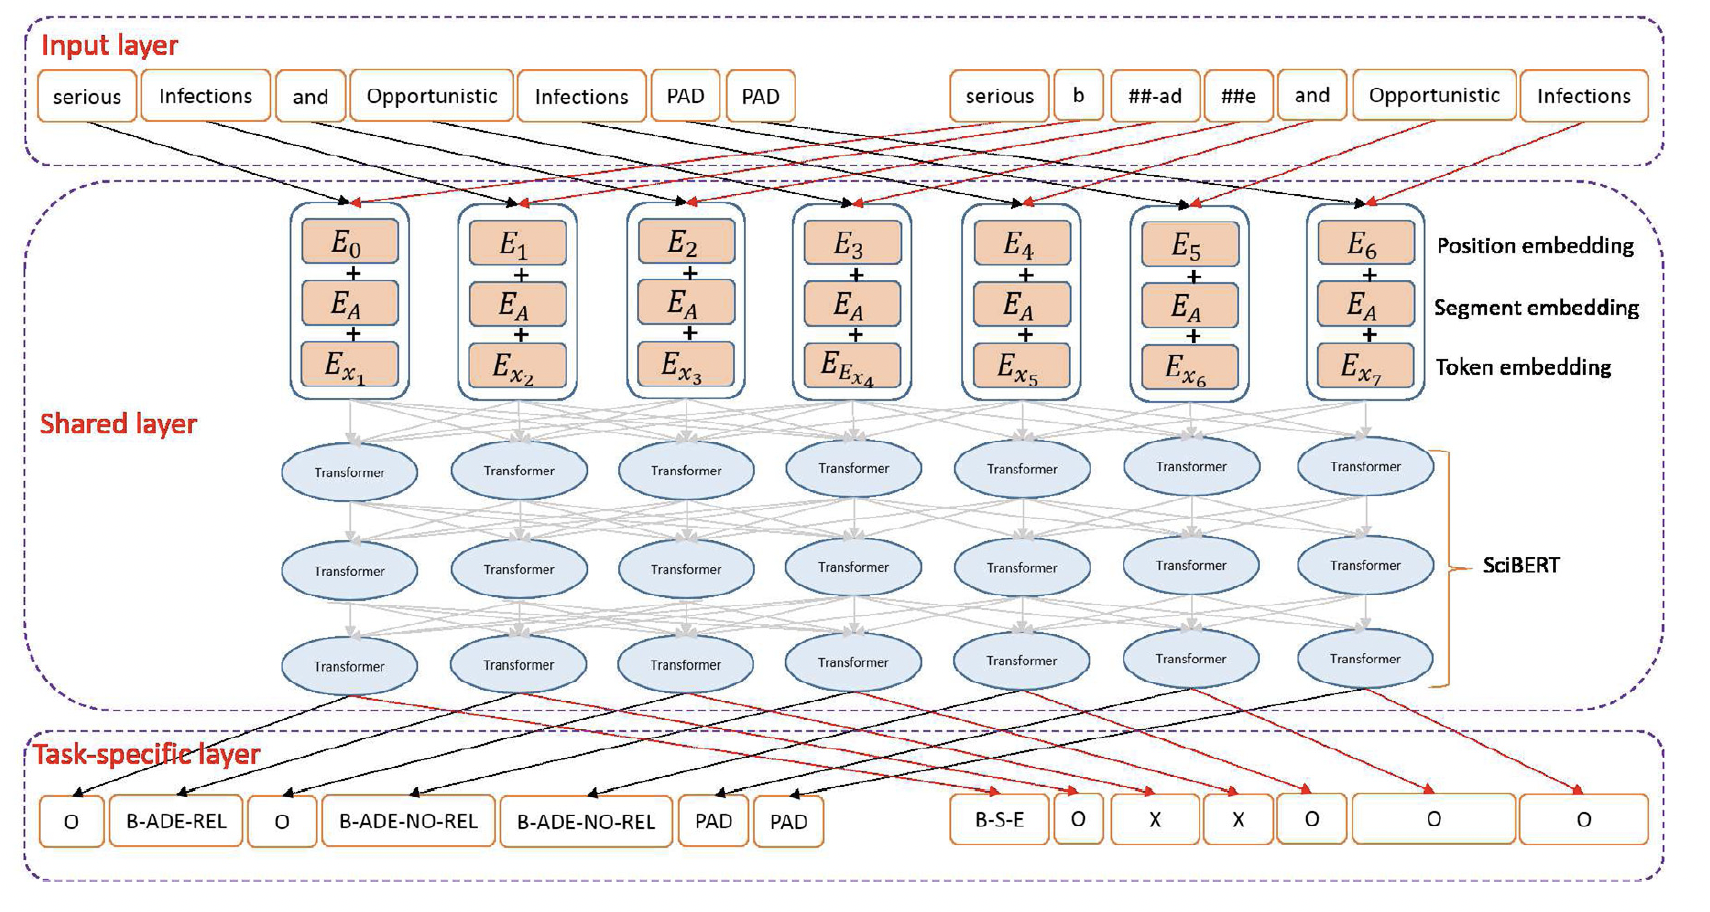 Input layer
serious Infections and Opportunistic Infections PAD PAD serious b ##-ad ##e and Opportunistic Infections
E0 E1 E2 E3 E4 E5 E6 Position embedding
+ + + + + + +
EA EA EA EA EA EA EA Segment embedding
+ + + + + + +
Ex1 Ex2 Ex3 EEx4 Ex5 Ex6 Ex7 Token embedding
Shared layer
Transformer Transformer Transformer Transformer Transformer Transformer Transformer
Transformer Transformer Transformer Transformer Transformer Transformer Transformer
SciBERT
Transformer Transformer Transformer Transformer Transformer Transformer Transformer
Task-specific layer
O B-ADE-REL O B-ADE-NO-REL B-ADE-NO-REL PAD PAD B-S-E O X X O O O